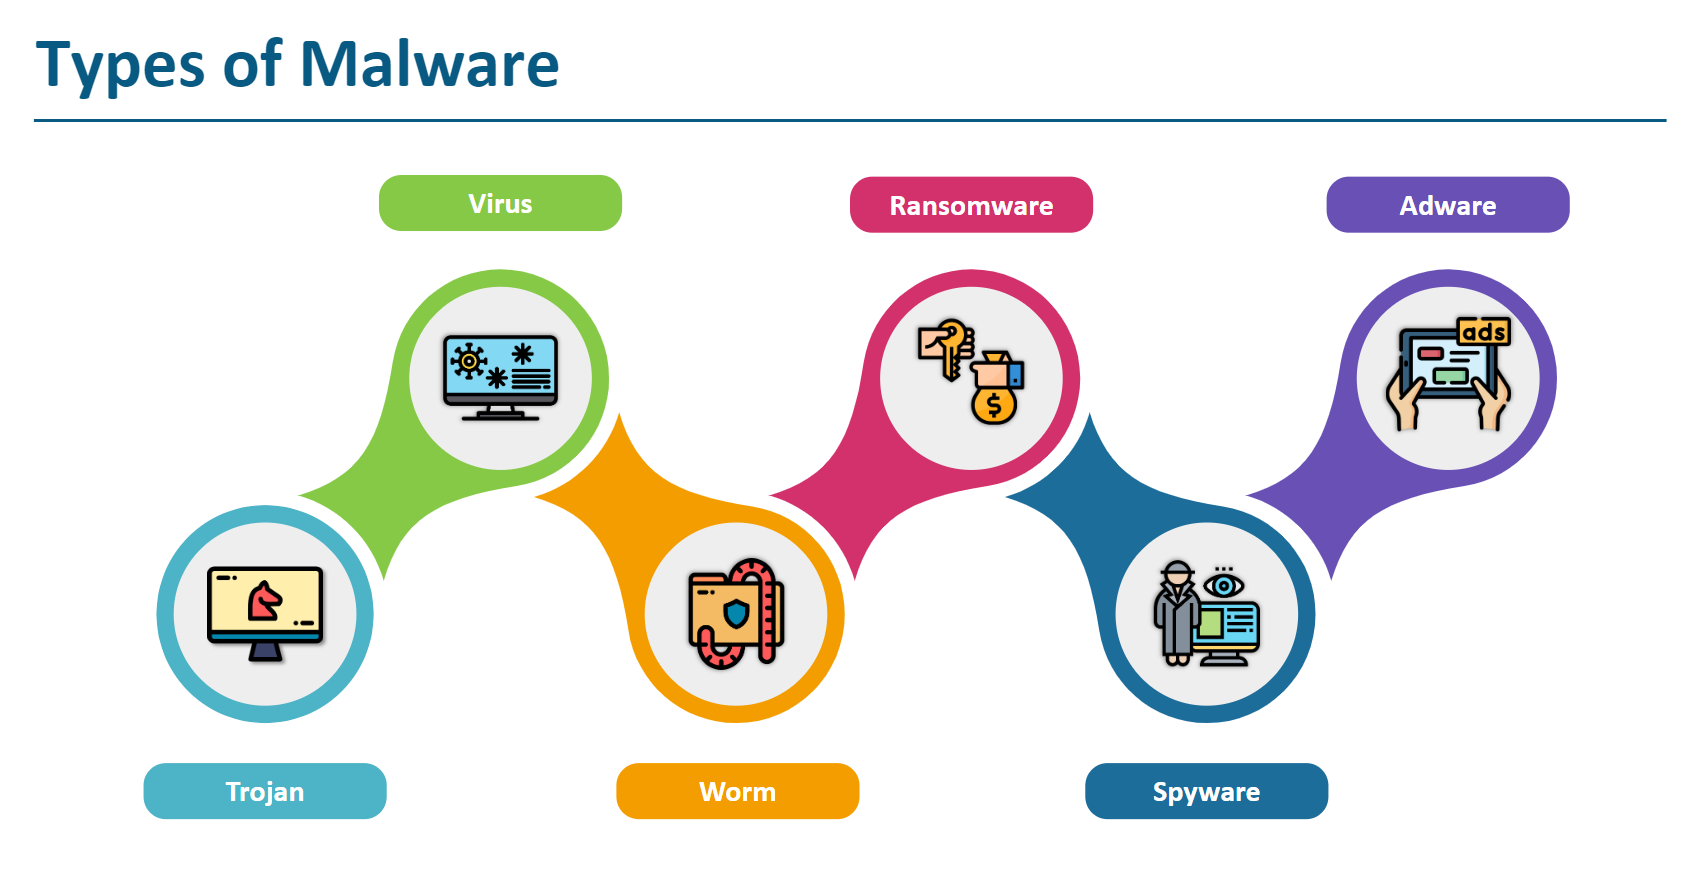 Types of Malware
Virus
Ransomware
Adware
ads
$
Trojan
Worm
Spyware